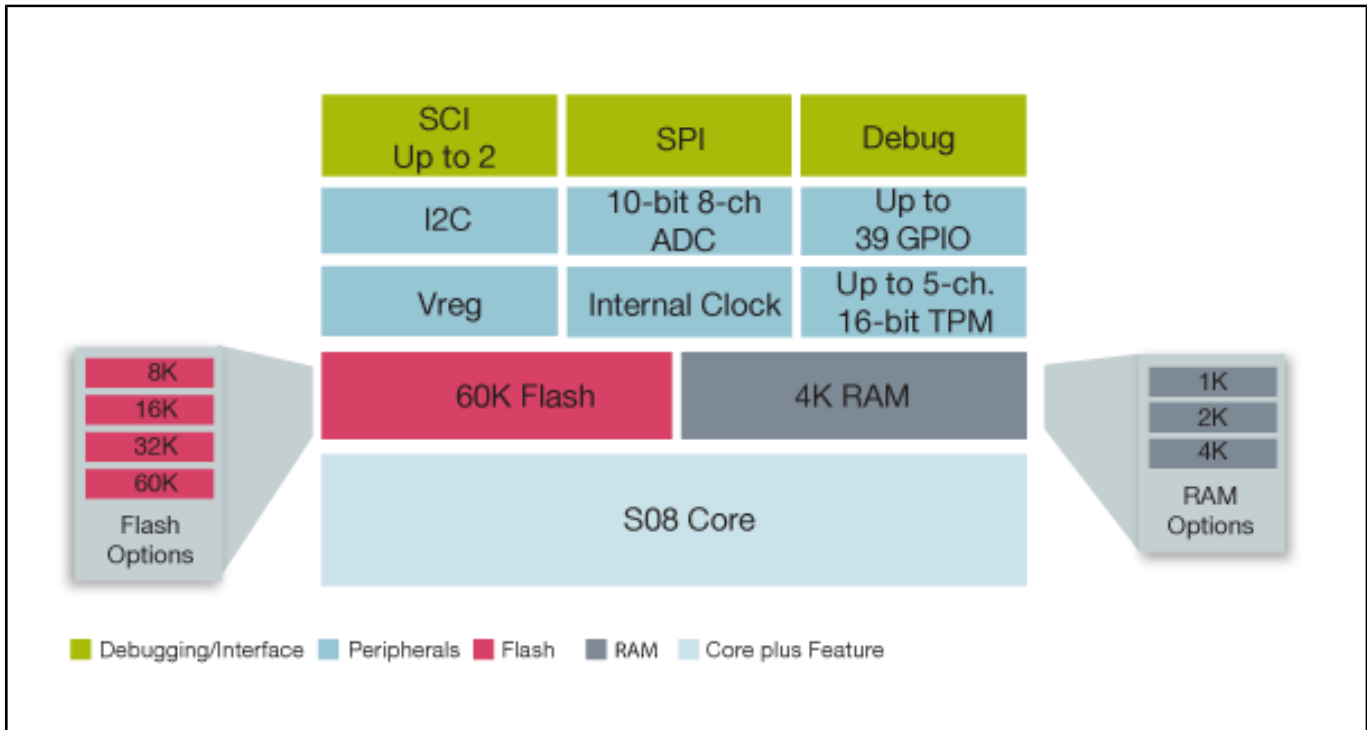 SCI
Up to 2
SPI
Debug
I2C
10-bit 8-ch
ADC
Up to
39 GPIO
Vreg
Internal Clock
Up to 5-ch.
16-bit TPM
8K
16K
32K
60K
Flash
Options
60K Flash
4K RAM
1K
2K
4K
RAM
Options
S08 Core
Debugging/Interface
Peripherals
Flash
RAM
Core plus Feature